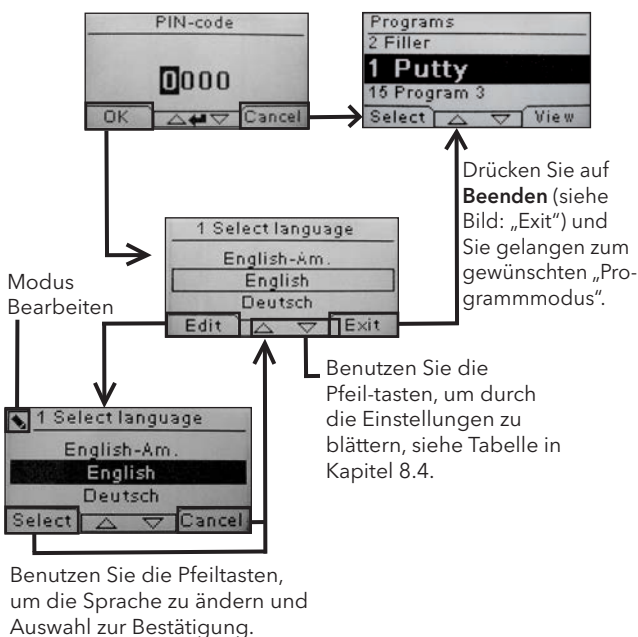 PIN-code
0000
OK
Cancel
Programs
2 Filler
1 Putty
15 Program 3
Select
View
Drücken Sie auf
Beenden (siehe
Bild: „Exit“) und
Sie gelangen zum
gewünschten „Pro-
grammmodus“.
1 Select language
English-Am.
English
Deutsch
Edit
Exit
Modus
Bearbeiten
Benutzen Sie die
Pfeil-tasten, um durch
die Einstellungen zu
blättern, siehe Tabelle in
Kapitel 8.4.
1 Select language
English-Am.
English
Deutsch
Select
Cancel
Benutzen Sie die Pfeiltasten,
um die Sprache zu ändern und
Auswahl zur Bestätigung.